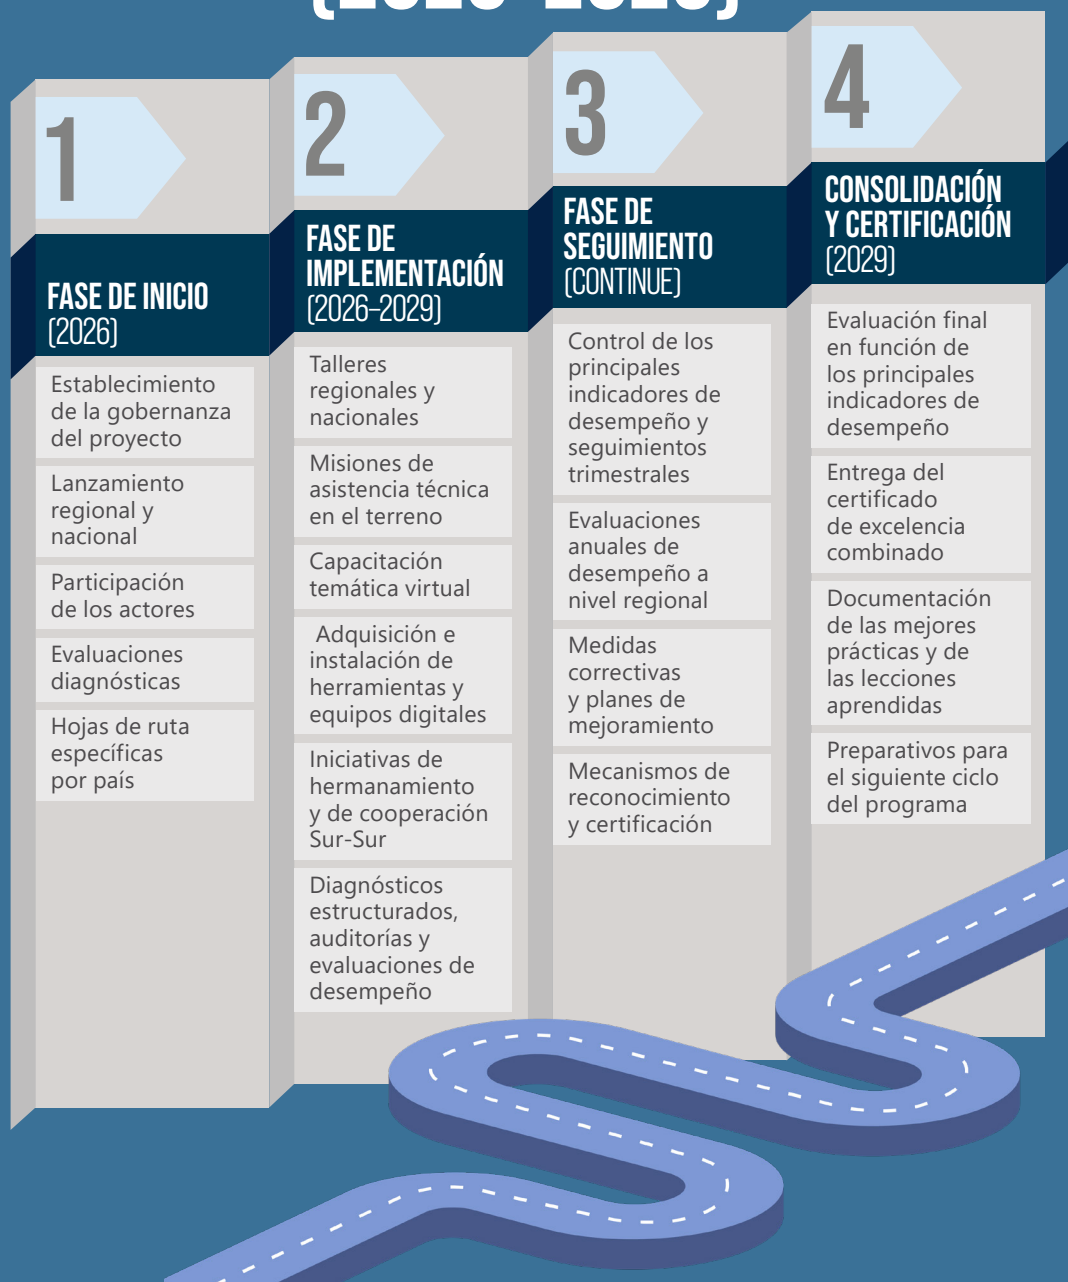 1
FASE DE INICIO
(2026)
Establecimiento
de la gobernanza
del proyecto
Lanzamiento
regional y
nacional
Participación
de los actores
Evaluaciones
diagnósticas
Hojas de ruta
específicas
por país
2
FASE DE
IMPLEMENTACIÓN
(2026–2029)
Talleres
regionales y
nacionales
Misiones de
asistencia técnica
en el terreno
Capacitación
temática virtual
Adquisición e
instalación de
herramientas y
equipos digitales
Iniciativas de
hermanamiento
y de cooperación
Sur-Sur
Diagnósticos
estructurados,
auditorías y
evaluaciones de
desempeño
3
FASE DE
SEGUIMIENTO
(CONTINUE)
Control de los
principales
indicadores de
desempeño y
seguimientos
trimestrales
Evaluaciones
anuales de
desempeño a
nivel regional
Medidas
correctivas
y planes de
mejoramiento
Mecanismos de
reconocimiento
y certificación
4
CONSOLIDACIÓN
Y CERTIFICACIÓN
(2029)
Evaluación final
en función de
los principales
indicadores de
desempeño
Entrega del
certificado
de excelencia
combinado
Documentación
de las mejores
prácticas y de
las lecciones
aprendidas
Preparativos para
el siguiente ciclo
del programa